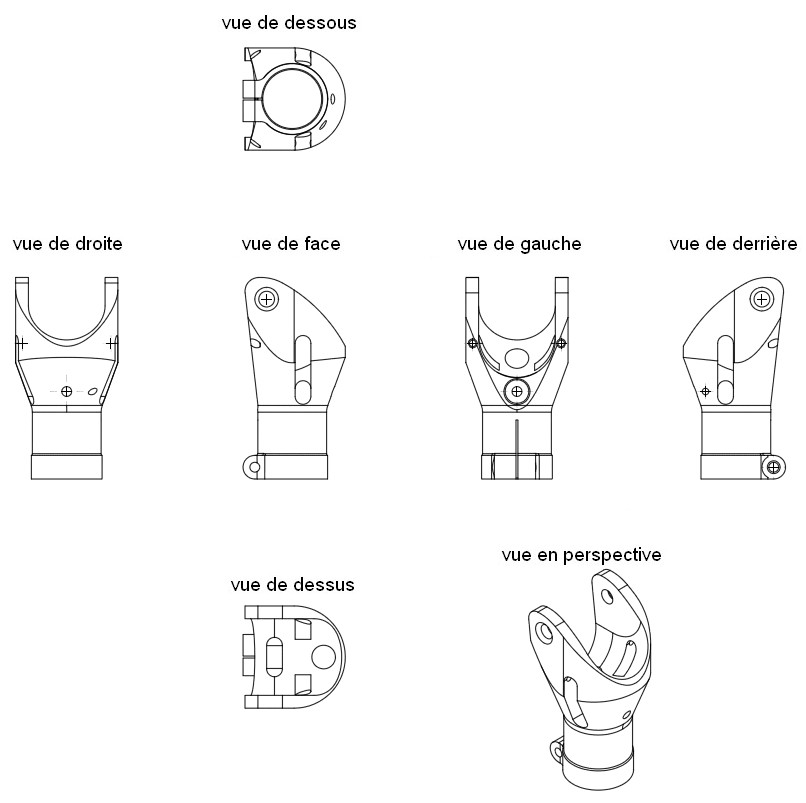 vue de dessous
vue de droite
vue de face
vue de gauche
vue de derrière
vue en perspective
vue de dessus